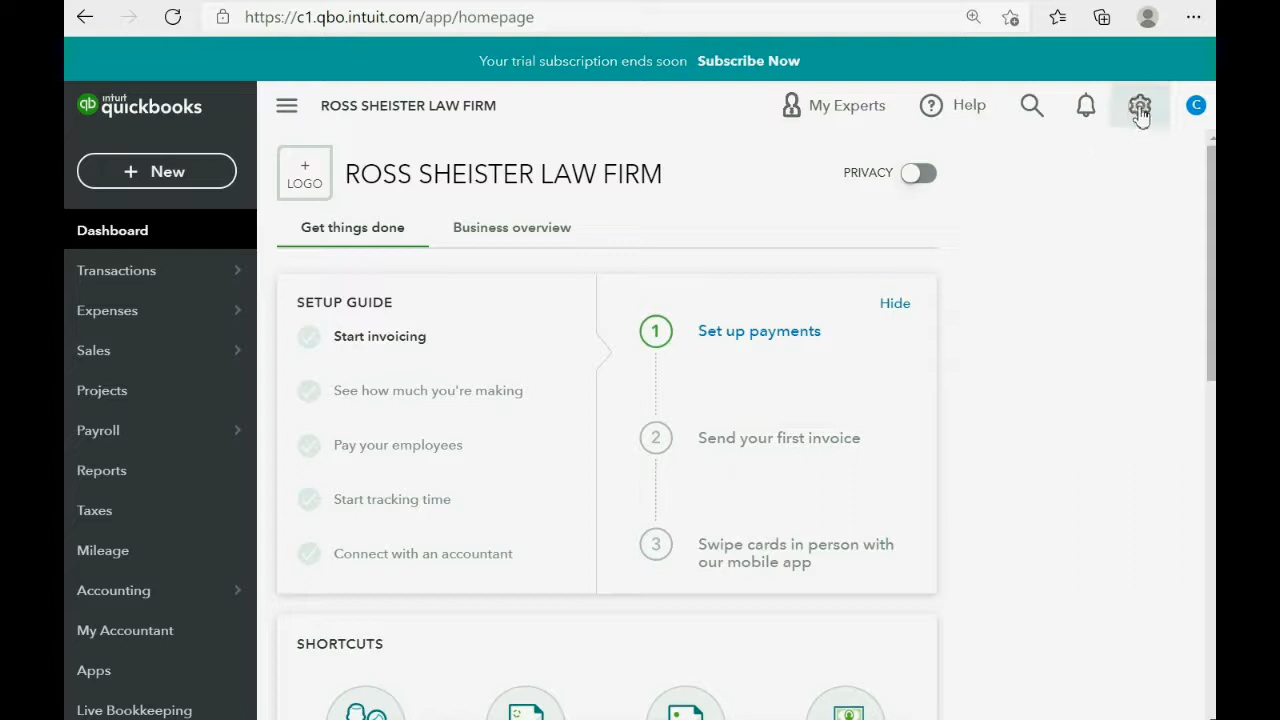 https://c1.qbo.intuit.com/app/homepage
Your trial subscription ends soon Subscribe Now
qb intuit quickbooks
ROSS SHEISTER LAW FIRM
My Experts
Help
C
+ New
+
LOGO
ROSS SHEISTER LAW FIRM
PRIVACY
Get things done
Business overview
Dashboard
Transactions
Expenses
Sales
Projects
Payroll
Reports
Taxes
Mileage
Accounting
My Accountant
Apps
Live Bookkeeping
SETUP GUIDE
Start invoicing
See how much you're making
Pay your employees
Start tracking time
Connect with an accountant
Hide
1 Set up payments
2 Send your first invoice
3 Swipe cards in person with
our mobile app
SHORTCUTS